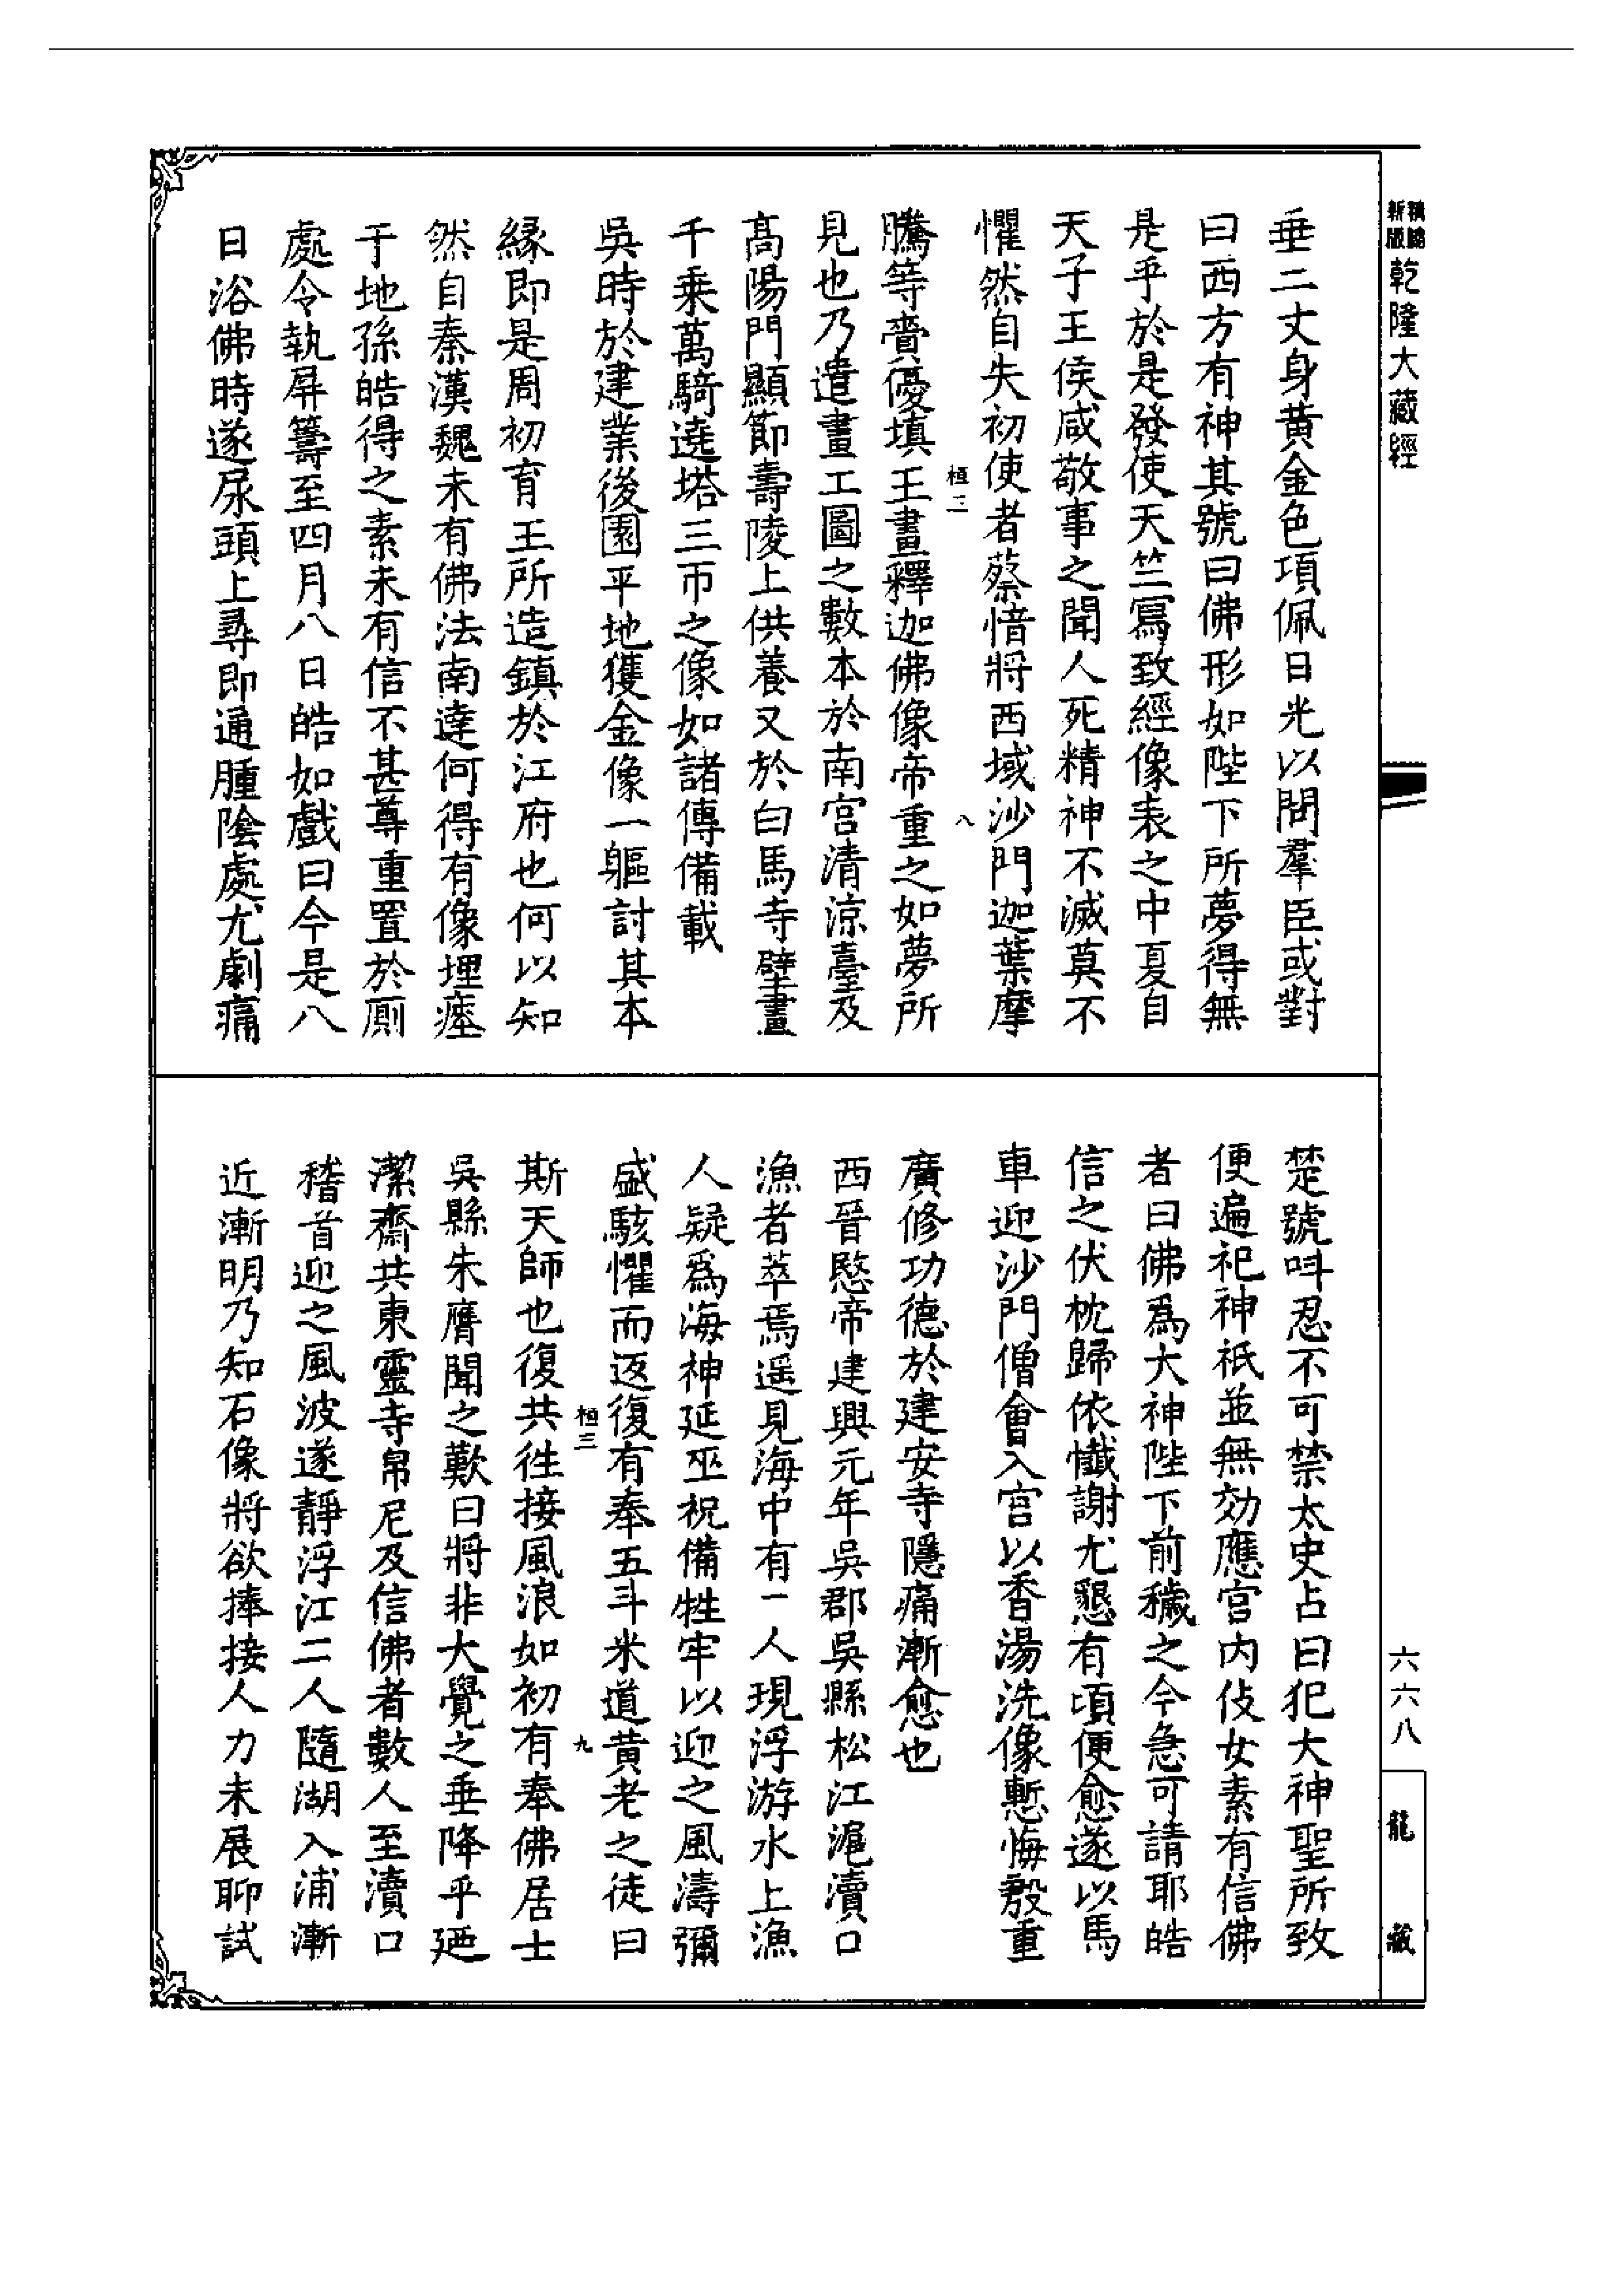 乾隆大藏經
垂二丈身黃金色項佩日光以問羣臣或對
曰西方有神其號曰佛形如陛下所夢得無
是乎於是發使天竺寫致經像表之中夏自
天子王侯咸敬事之聞人死精神不滅莫不
懼然自失初使者蔡愔將西域沙門迦葉摩
桓三 八
騰等齎優填王畫釋迦佛像帝重之如夢所
見也乃遣畫工圖之數本於南宮清涼臺及
高陽門顯節壽陵上供養又於白馬寺壁畫
千乘萬騎遶塔三帀之像如諸傳備載
吳時於建業後園平地獲金像一軀討其本
緣即是周初育王所造鎮於江府也何以知
然自秦漢魏未有佛法南達何得有像埋瘞
于地孫皓得之素未有信不甚尊重置於廁
處令執屏籌至四月八日皓如戲曰今是八
日浴佛時遂尿頭上尋即通腫陰處尤劇痛
楚號叫忍不可禁太史占曰犯大神聖所致
便遍祀神祇並無効應宮內伎女素有信佛
者曰佛爲大神陛下前穢之今急可請耶皓
信之伏枕歸依懺謝尤懇有頃便愈遂以馬
車迎沙門僧會入宮以香湯洗像慙悔殷重
廣修功德於建安寺隱痛漸愈也
西晉愍帝建興元年吳郡吳縣松江滬瀆口
漁者萃焉遥見海中有二人現浮游水上漁
人疑爲海神延巫祝備牲牢以迎之風濤彌
盛駭懼而返復有奉五斗米道黃老之徒曰
桓三 九
斯天師也復共往接風浪如初有奉佛居士
吳縣朱膺聞之歎曰將非大覺之垂降乎廼
潔齋共東靈寺帛尼及信佛者數人至瀆口
稽首迎之風波遂靜浮江二人隨湖入浦漸
近漸明乃知石像將欲捧接人力未展聊試
六六八
龍藏